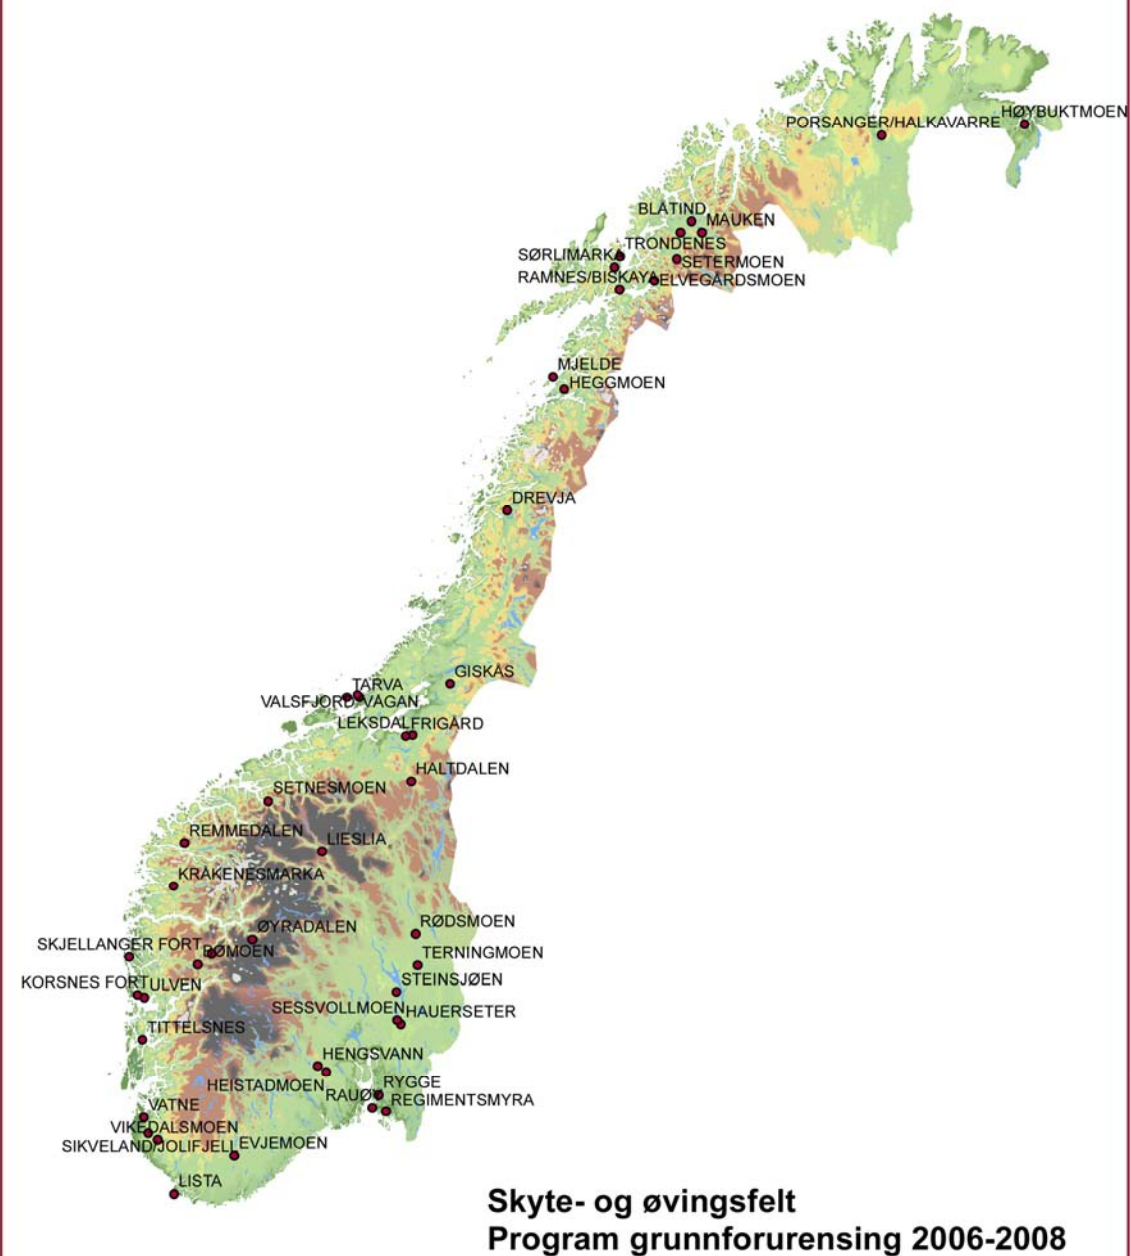 HØYBUKTMOEN
PORSANGER/HALKAVARRE
BLÅTIND
MAUKEN
TRONDENES
SØRLIMARKA
SETERMOEN
RAMNES/BISKAYA
ELVEGÅRDSMOEN
MJELDE
HEGGMOEN
DREVJA
GISKÅS
TARVA
VALSFJORD
VÅGAN
LEKSDAL
FRIGÅRD
HALTDALEN
SETNESMOEN
REMMEDALEN
LIESLIA
KRÅKENESMARKA
RØDSMOEN
ØYRADALEN
SKJELLANGER FORT
BØMOEN
TERNINGMOEN
STEINSJØEN
KORSNES FORT
ULVEN
SESSVOLLMOEN
HAUERSETER
TITTELSNES
HENGSVANN
HEISTADMOEN
RYGGE
RAUØY
REGIMENTSMYRA
VATNE
VIKEDALSMOEN
SIKVELAND/JOLIFJELL
EVJEMOEN
LISTA
Skyte- og øvingsfelt
Program grunnforurensing 2006-2008